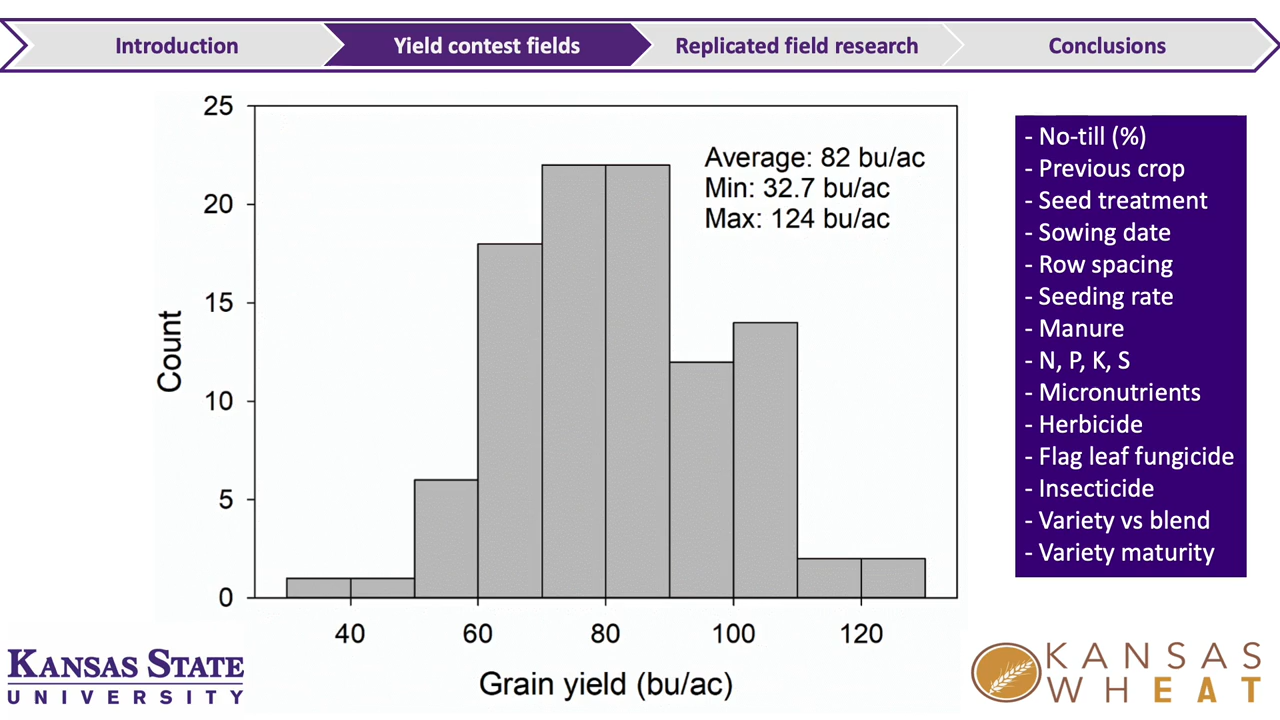 Introduction
Yield contest fields
Replicated field research
Conclusions
25
20
15
10
5
0
Count
Average: 82 bu/ac
Min: 32.7 bu/ac
Max: 124 bu/ac
40
60
80
100
120
Grain yield (bu/ac)
- No-till (%)
- Previous crop
- Seed treatment
- Sowing date
- Row spacing
- Seeding rate
- Manure
- N, P, K, S
- Micronutrients
- Herbicide
- Flag leaf fungicide
- Insecticide
- Variety vs blend
- Variety maturity
KANSAS STATE
UNIVERSITY
KANSAS
WHEAT